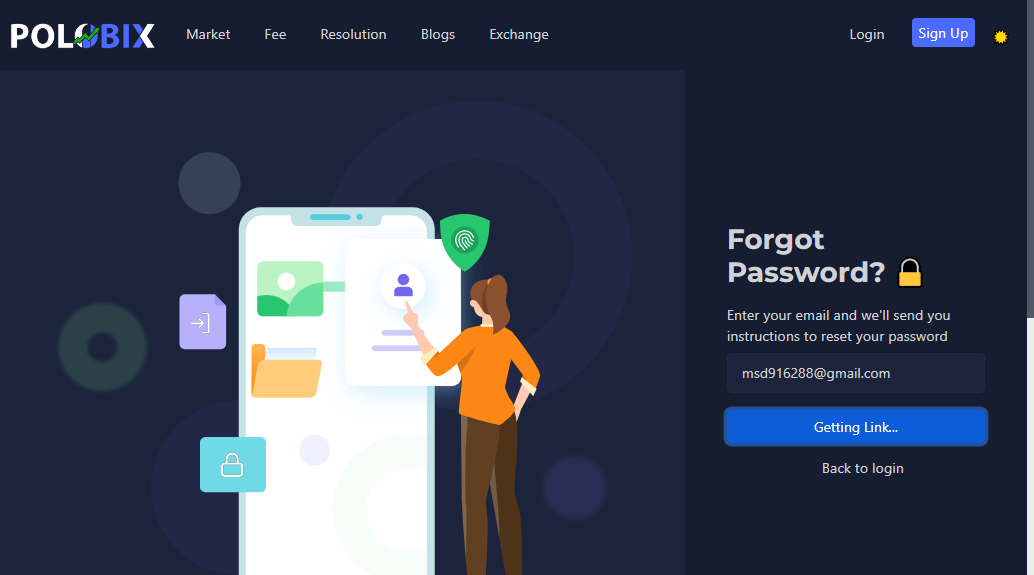 POLOBIX
Market Fee Resolution Blogs Exchange Login Sign Up
Forgot
Password?
Enter your email and we'll send you
instructions to reset your password
msd916288@gmail.com
Getting Link...
Back to login